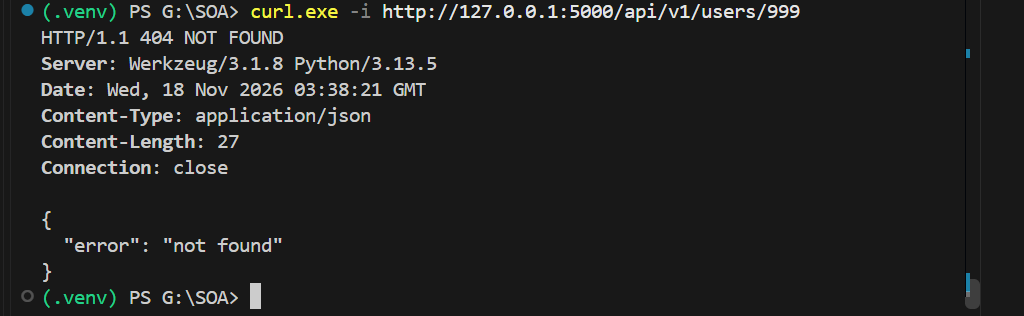 (.venv) PS G:\SOA> curl.exe -i http://127.0.0.1:5000/api/v1/users/999
HTTP/1.1 404 NOT FOUND
Server: Werkzeug/3.1.8 Python/3.13.5
Date: Wed, 18 Nov 2026 03:38:21 GMT
Content-Type: application/json
Content-Length: 27
Connection: close

{
  "error": "not found"
}
(.venv) PS G:\SOA>